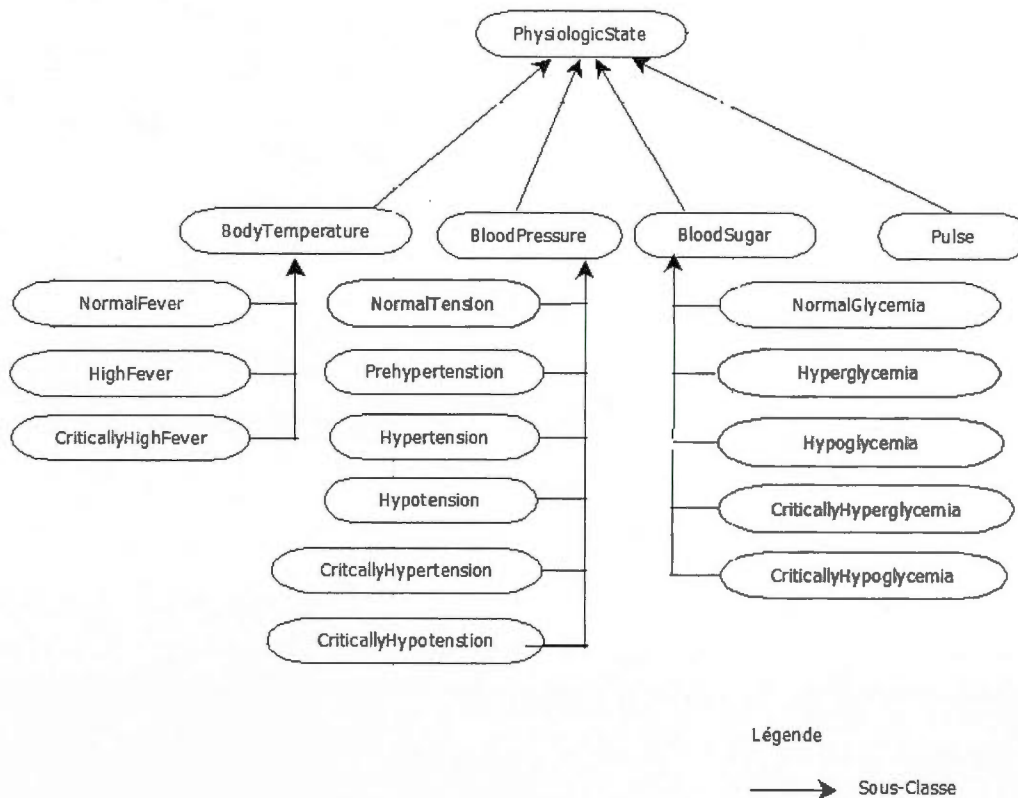 PhysiologicState
BodyTemperature
BloodPressure
BloodSugar
Pulse
NormalFever
HighFever
CriticallyHighFever
NormalTension
Prehypertenstion
Hypertension
Hypotension
CritcallyHypertension
CriticallyHypotenstion
NormalGlycemia
Hyperglycemia
Hypoglycemia
CriticallyHyperglycemia
CriticallyHypoglycemia
Légende
Sous-Classe